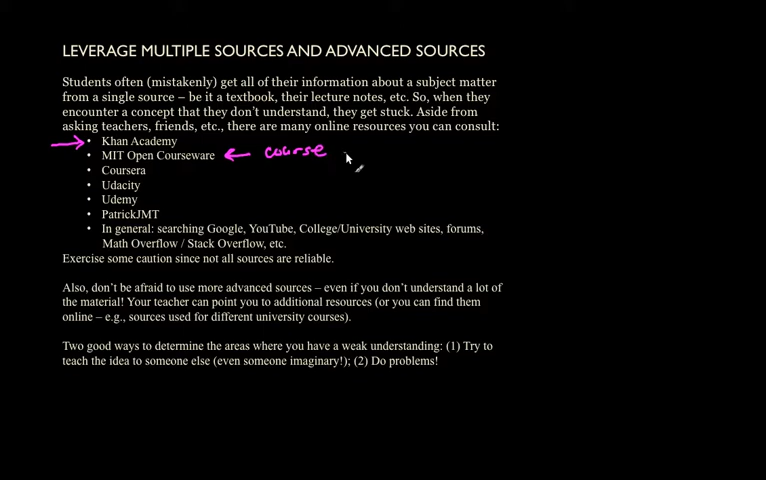 LEVERAGE MULTIPLE SOURCES AND ADVANCED SOURCES
Students often (mistakenly) get all of their information about a subject matter
from a single source – be it a textbook, their lecture notes, etc. So, when they
encounter a concept that they don't understand, they get stuck. Aside from
asking teachers, friends, etc., there are many online resources you can consult:
• Khan Academy
• MIT Open Courseware ← course
• Coursera
• Udacity
• Udemy
• PatrickJMT
• In general: searching Google, YouTube, College/University web sites, forums,
Math Overflow / Stack Overflow, etc.
Exercise some caution since not all sources are reliable.
Also, don't be afraid to use more advanced sources – even if you don't understand a lot of
the material! Your teacher can point you to additional resources (or you can find them
online – e.g., sources used for different university courses).
Two good ways to determine the areas where you have a weak understanding: (1) Try to
teach the idea to someone else (even someone imaginary!); (2) Do problems!